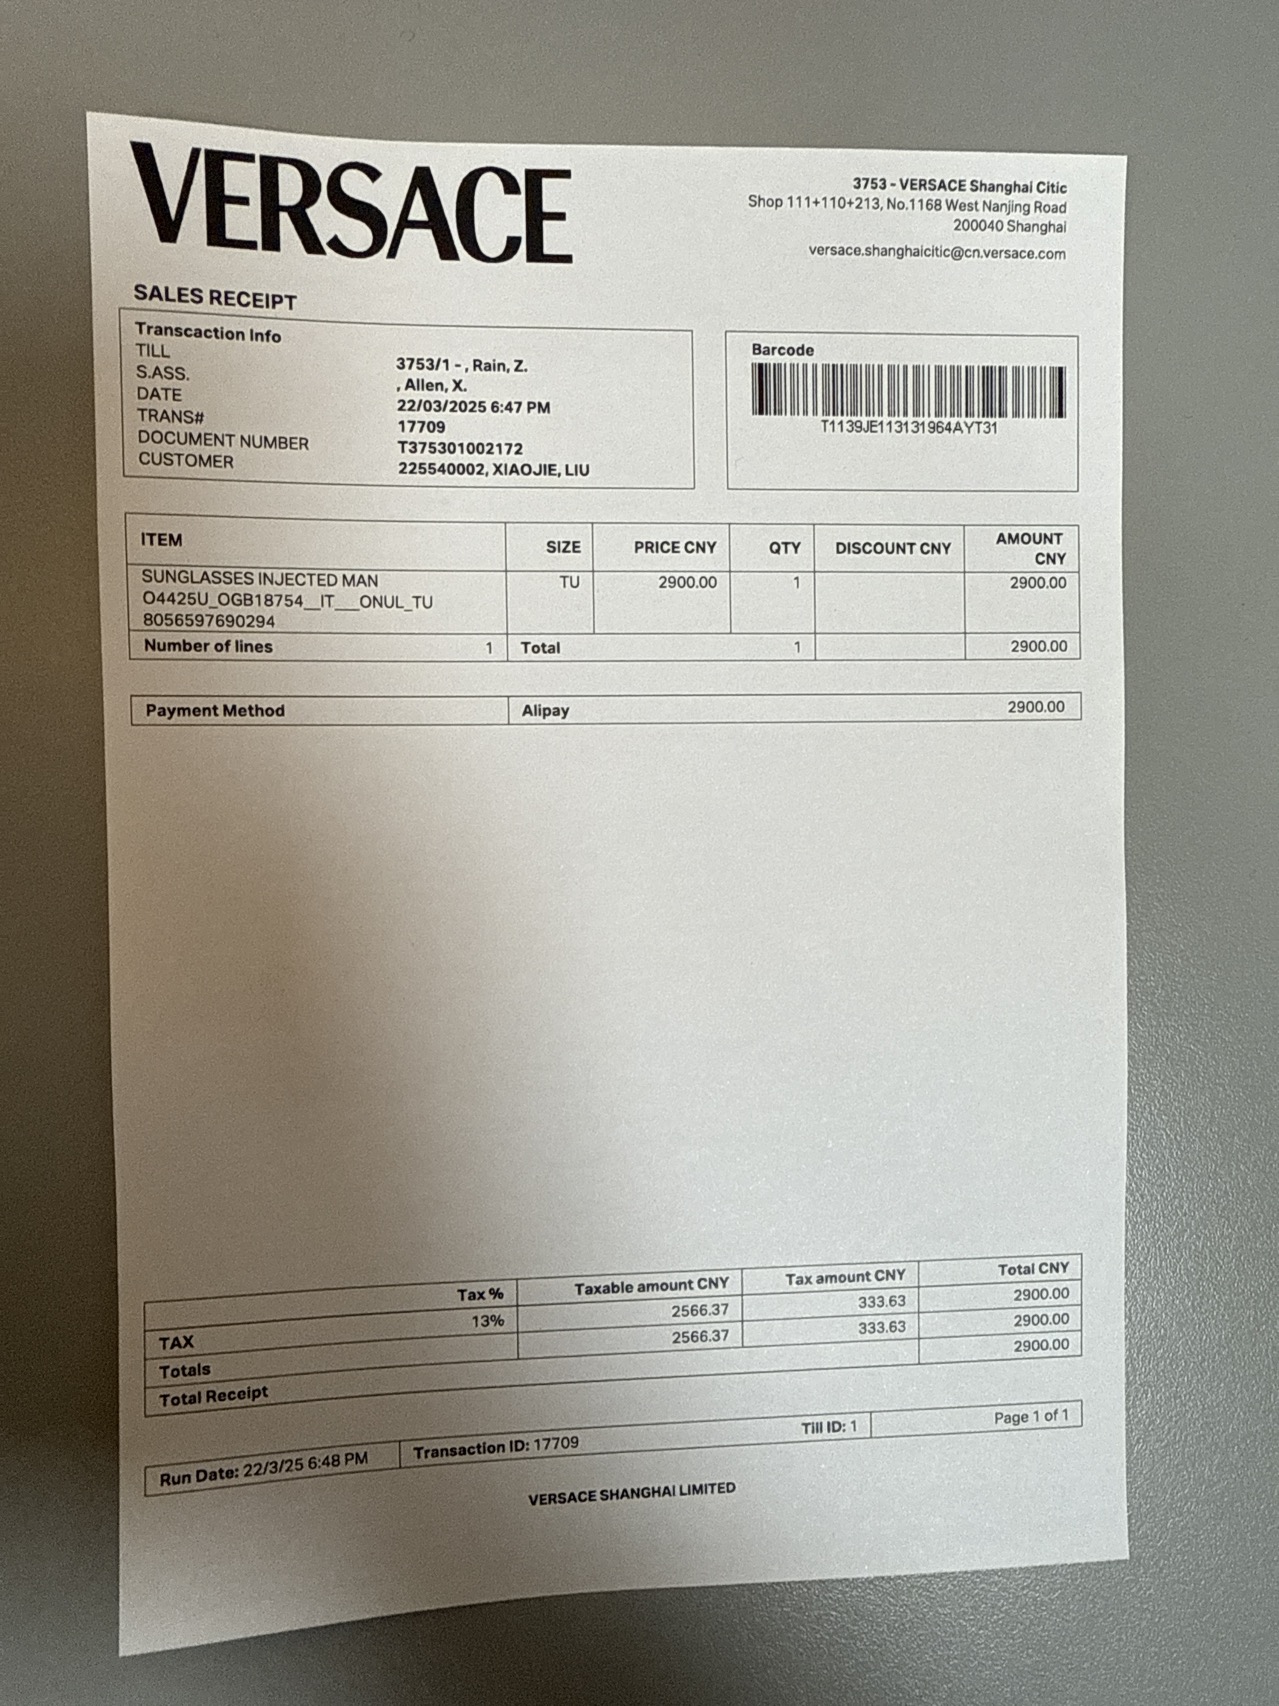 VERSACE
3753 - VERSACE Shanghai Citic
Shop 111+110+213, No.1168 West Nanjing Road
200040 Shanghai
versace.shanghaicitic@cn.versace.com
SALES RECEIPT
Transcaction Info
TILL 3753/1 - , Rain, Z.
S.ASS. , Allen, X.
DATE 22/03/2025 6:47 PM
TRANS# 17709
DOCUMENT NUMBER T375301002172
CUSTOMER 225540002, XIAOJIE, LIU
Barcode
T1139JE113131964AYT31
ITEM SIZE PRICE CNY QTY DISCOUNT CNY AMOUNT
CNY
SUNGLASSES INJECTED MAN TU 2900.00 1 2900.00
O4425U_OGB18754__IT___ONUL_TU
8056597690294
Number of lines 1 Total 1 2900.00
Payment Method Alipay 2900.00
Tax % Taxable amount CNY Tax amount CNY Total CNY
TAX 13% 2566.37 333.63 2900.00
Totals 2566.37 333.63 2900.00
Total Receipt 2900.00
Run Date: 22/3/25 6:48 PM Transaction ID: 17709 Till ID: 1 Page 1 of 1
VERSACE SHANGHAI LIMITED